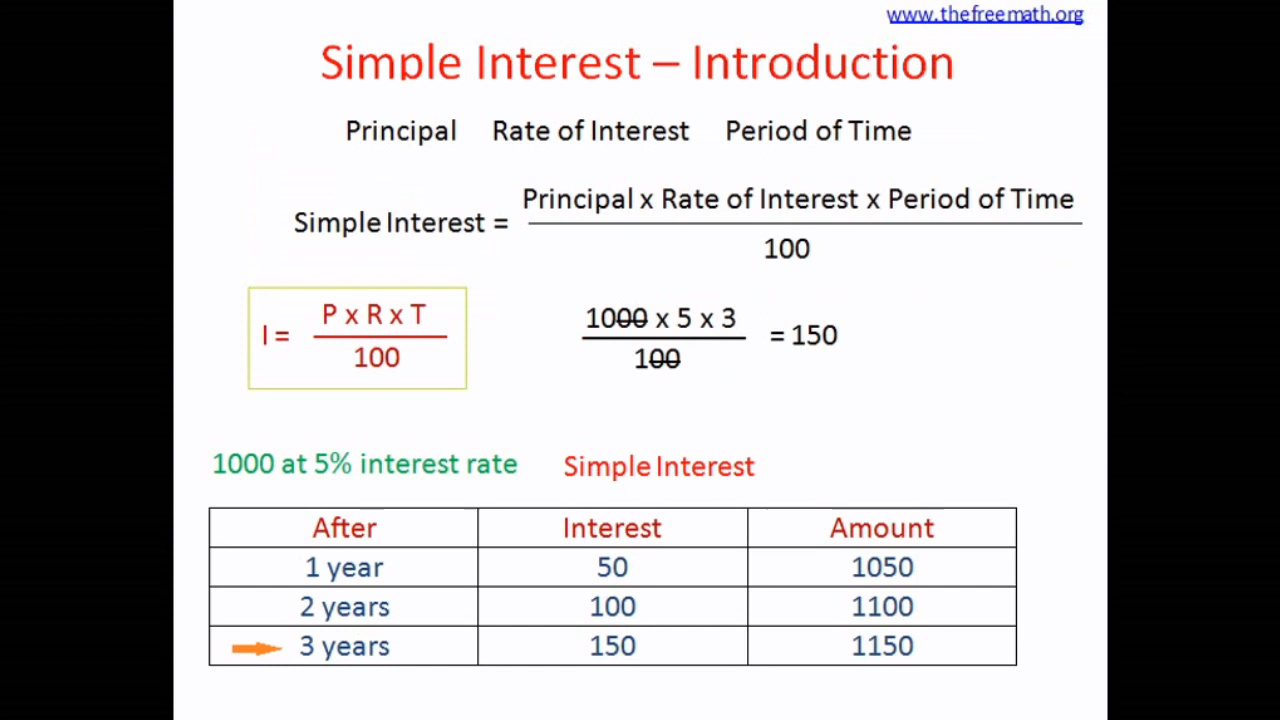 www.thefreemath.org
Simple Interest – Introduction
Principal Rate of Interest Period of Time
Principal x Rate of Interest x Period of Time
Simple Interest =
100
P x R x T
I =
100
1000 x 5 x 3
= 150
100
1000 at 5% interest rate Simple Interest
After Interest Amount
1 year 50 1050
2 years 100 1100
3 years 150 1150